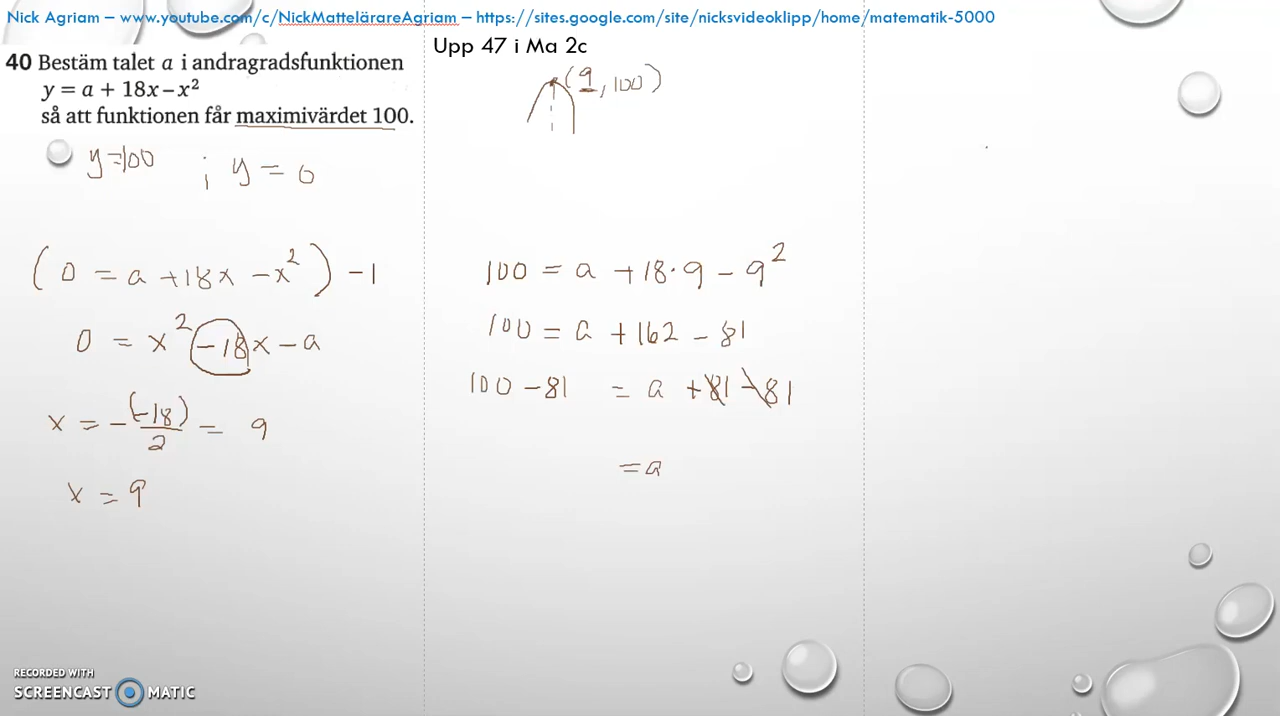 Nick Agriam – www.youtube.com/c/NickMattelärareAgriam – https://sites.google.com/site/nicksvideoklipp/home/matematik-5000
40 Bestäm talet a i andragradsfunktionen
y = a + 18x – x²
så att funktionen får maximivärdet 100.
y=100 ; y = 0
(0 = a +18x −x²) −1
0 = x² −18x − a
x = −(−18)/2 = 9
x = 9
Upp 47 i Ma 2c
(9, 100)
100 = a +18·9 − 9²
100 = a +162 − 81
100 −81 = a +81 −81
= a
RECORDED WITH
SCREENCAST MATIC